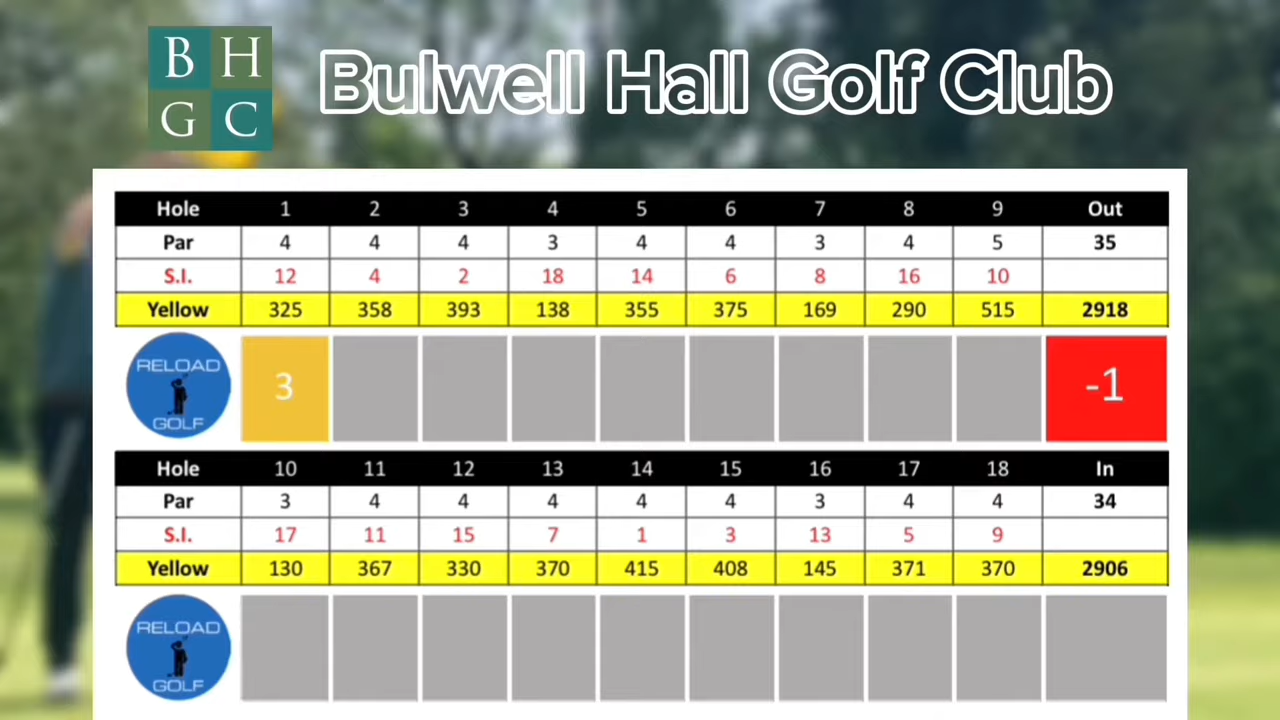 B H
G C
Bulwell Hall Golf Club
Hole 1 2 3 4 5 6 7 8 9 Out
Par 4 4 4 3 4 4 3 4 5 35
S.I. 12 4 2 18 14 6 8 16 10
Yellow 325 358 393 138 355 375 169 290 515 2918
RELOAD
GOLF
3 -1
Hole 10 11 12 13 14 15 16 17 18 In
Par 3 4 4 4 4 4 3 4 4 34
S.I. 17 11 15 7 1 3 13 5 9
Yellow 130 367 330 370 415 408 145 371 370 2906
RELOAD
GOLF